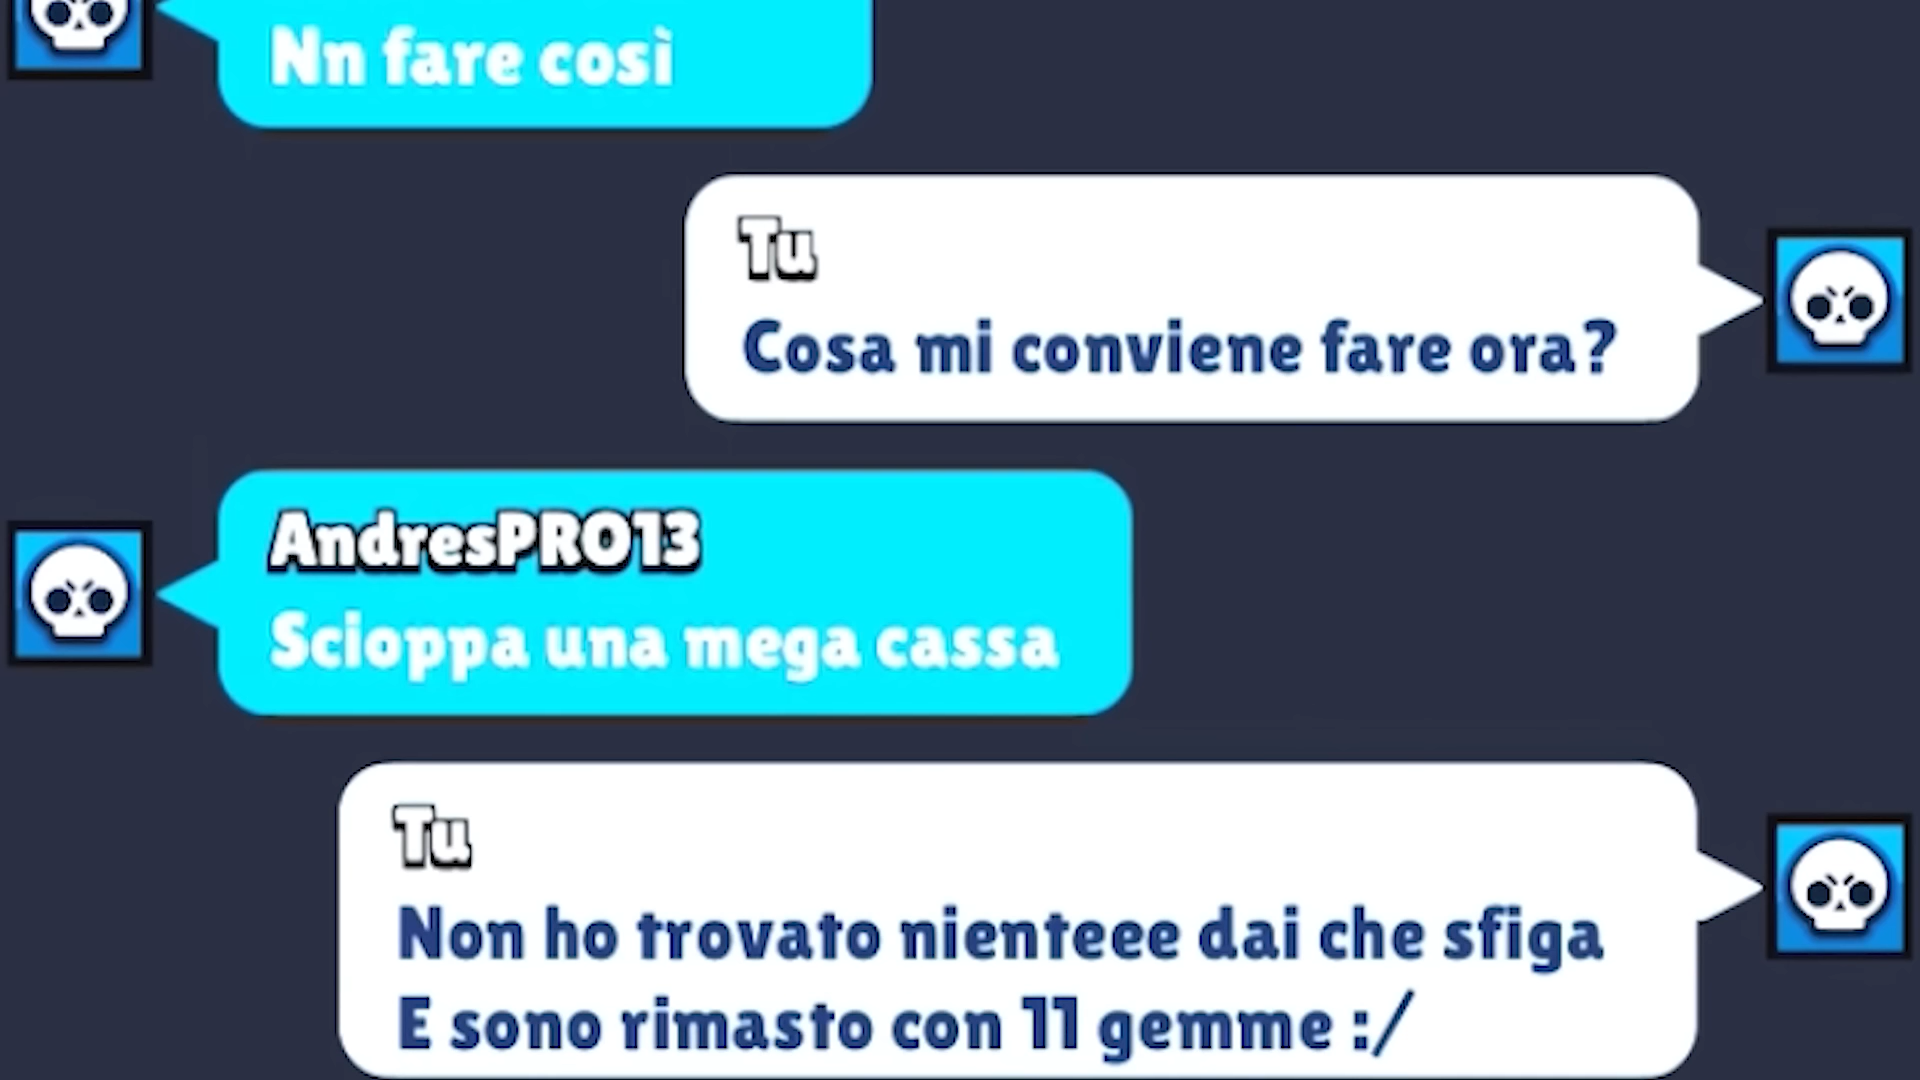 Nn fare così
Tu
Cosa mi conviene fare ora?
AndresPRO13
Scioppa una mega cassa
Tu
Non ho trovato nienteee dai che sfiga
E sono rimasto con 11 gemme :/